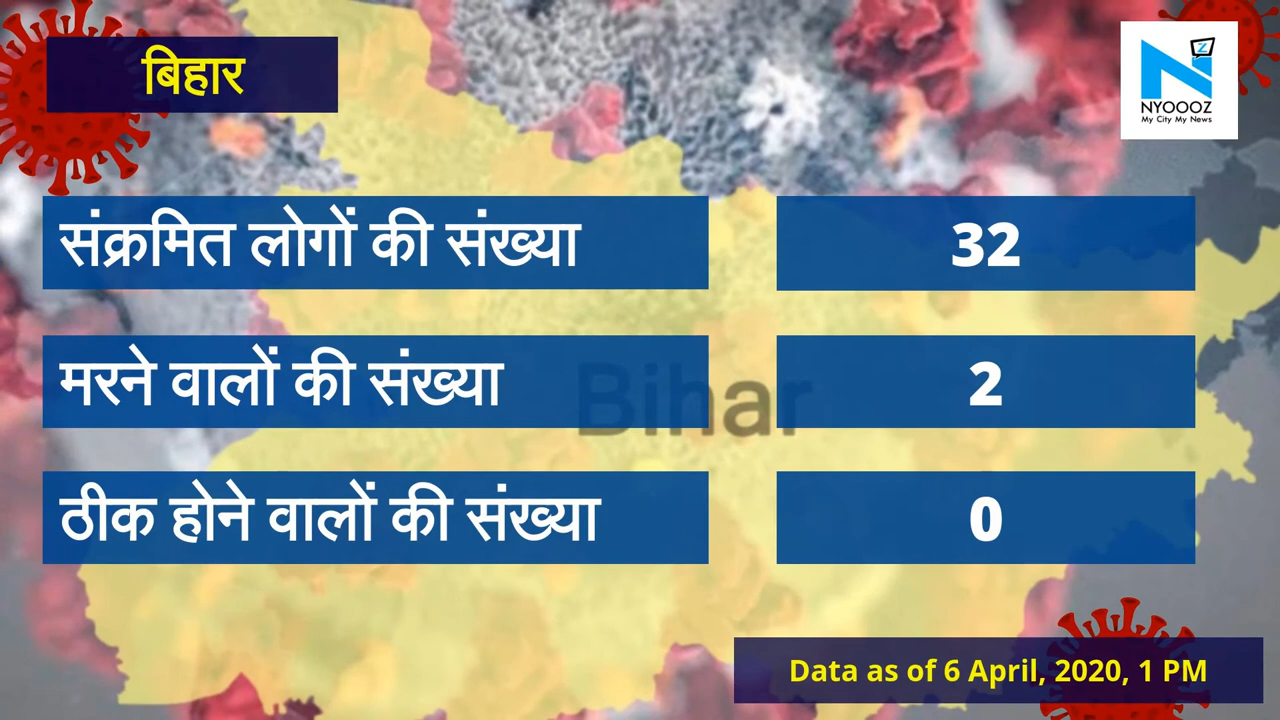 बिहार
NYOOOZ
My City My News
संक्रमित लोगों की संख्या 32
मरने वालों की संख्या 2
Bihar
ठीक होने वालों की संख्या 0
Data as of 6 April, 2020, 1 PM